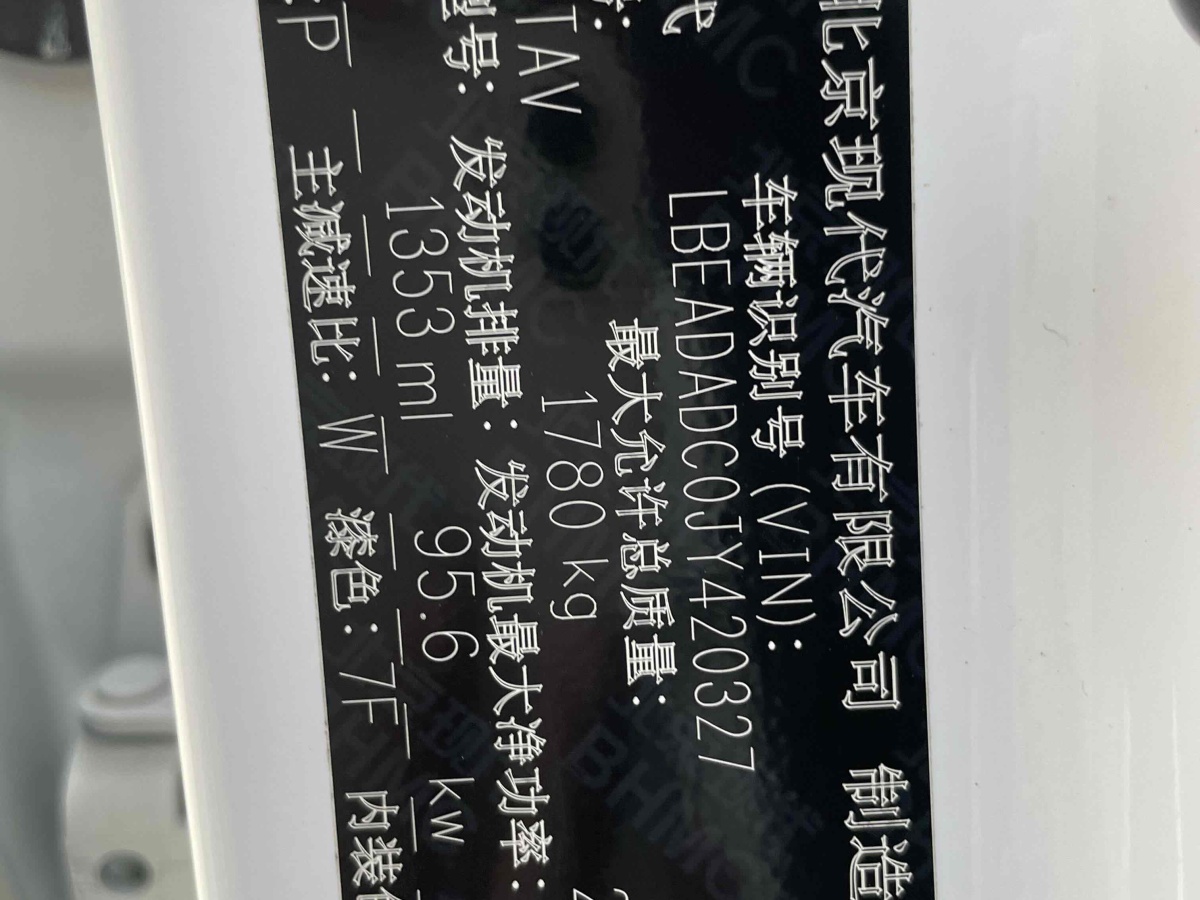 北京现代汽车有限公司 制造
车辆识别号 (VIN):
代 LBEADADC0JY420327
最大允许总质量:
TAV 1780 kg
号: 发动机排量: 发动机最大净功率:
1353 ml 95.6 kw
:P 主减速比: W 漆色: 7F 内装